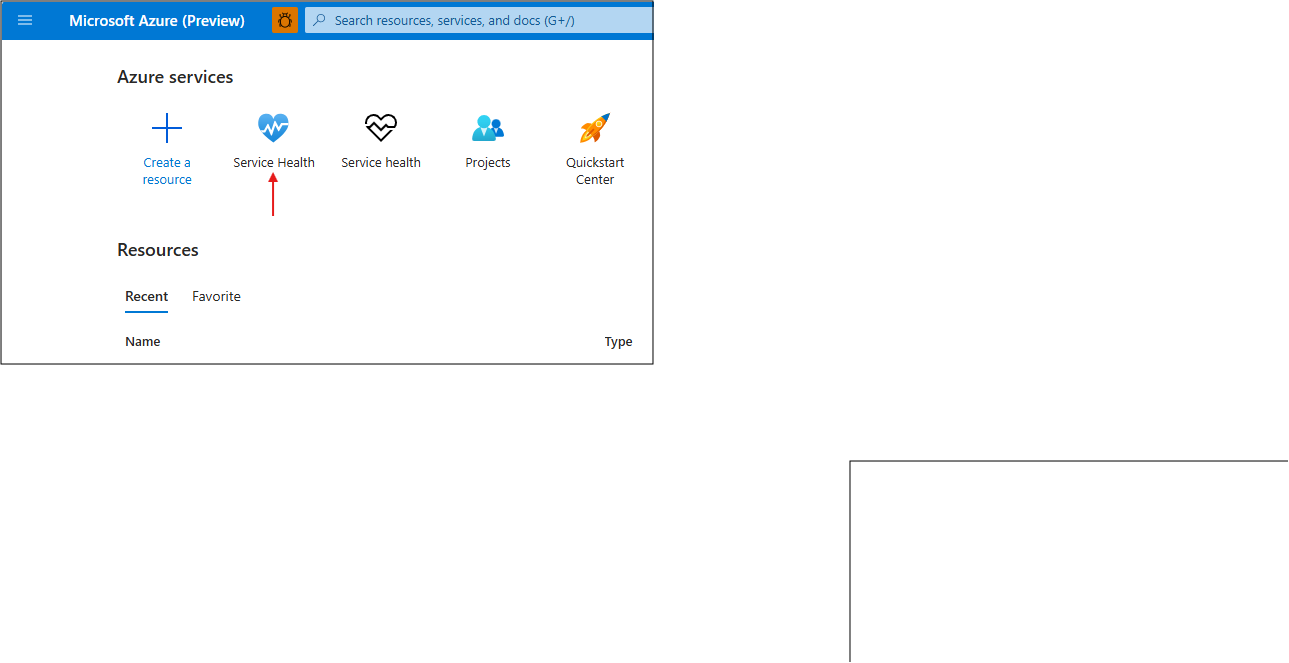 Microsoft Azure (Preview)
Search resources, services, and docs (G+/)
Azure services
Create a
resource
Service Health
Service health
Projects
Quickstart
Center
Resources
Recent
Favorite
Name
Type